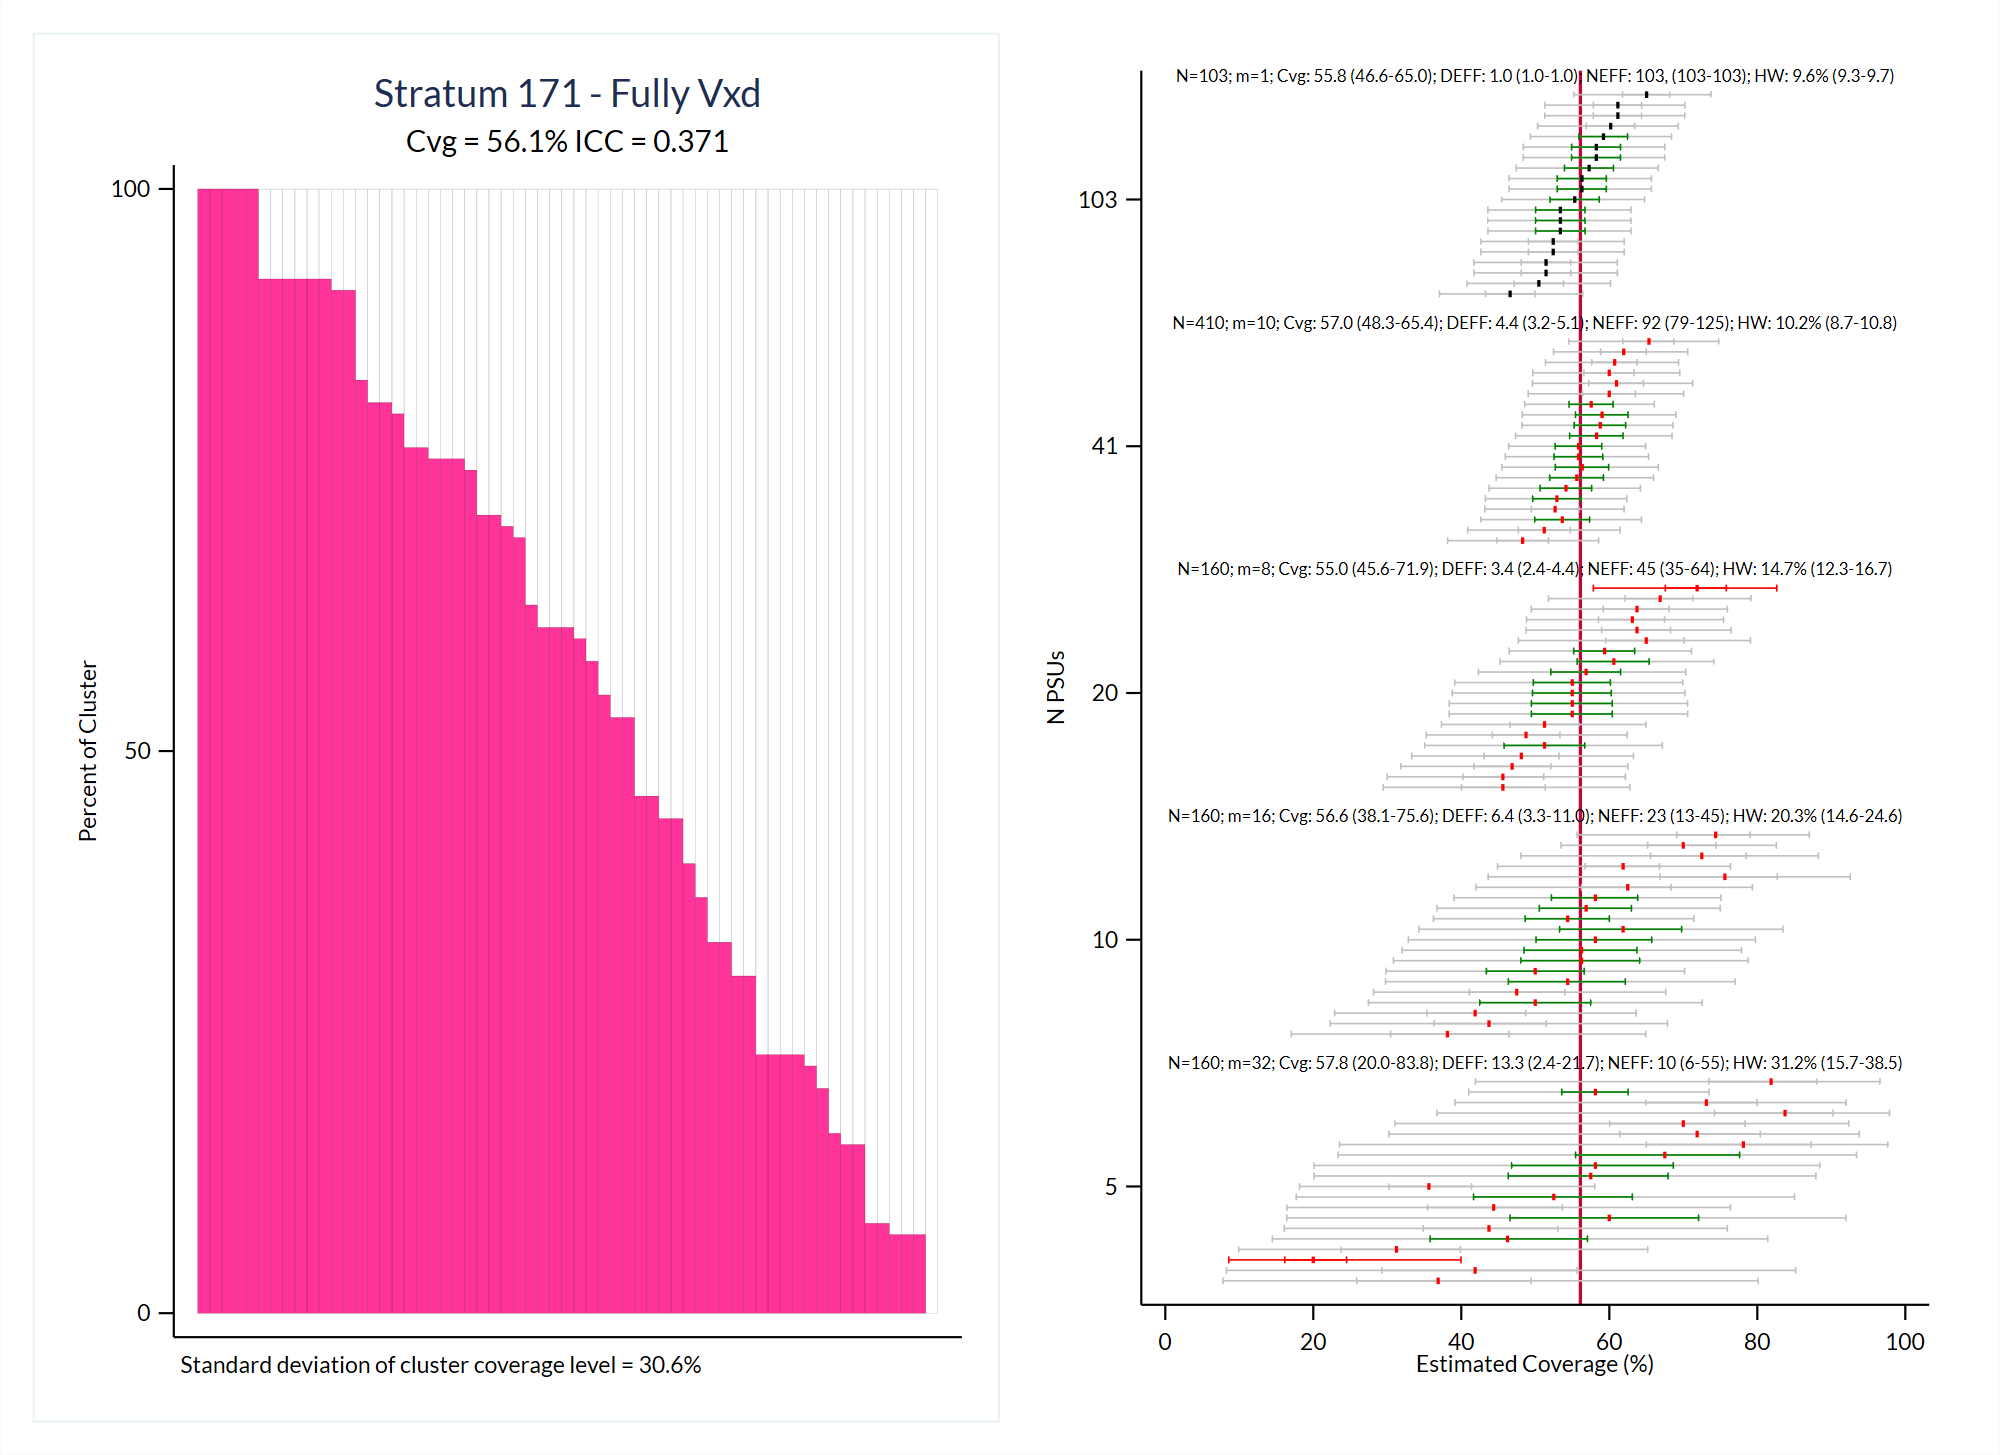 Stratum 171 - Fully Vxd
Cvg = 56.1% ICC = 0.371
100
50
0
Percent of Cluster
Standard deviation of cluster coverage level = 30.6%
N=103; m=1; Cvg: 55.8 (46.6-65.0); DEFF: 1.0 (1.0-1.0); NEFF: 103, (103-103); HW: 9.6% (9.3-9.7)
103
N=410; m=10; Cvg: 57.0 (48.3-65.4); DEFF: 4.4 (3.2-5.1); NEFF: 92 (79-125); HW: 10.2% (8.7-10.8)
41
N=160; m=8; Cvg: 55.0 (45.6-71.9); DEFF: 3.4 (2.4-4.4); NEFF: 45 (35-64); HW: 14.7% (12.3-16.7)
N PSUs
20
N=160; m=16; Cvg: 56.6 (38.1-75.6); DEFF: 6.4 (3.3-11.0); NEFF: 23 (13-45); HW: 20.3% (14.6-24.6)
10
N=160; m=32; Cvg: 57.8 (20.0-83.8); DEFF: 13.3 (2.4-21.7); NEFF: 10 (6-55); HW: 31.2% (15.7-38.5)
5
0 20 40 60 80 100
Estimated Coverage (%)